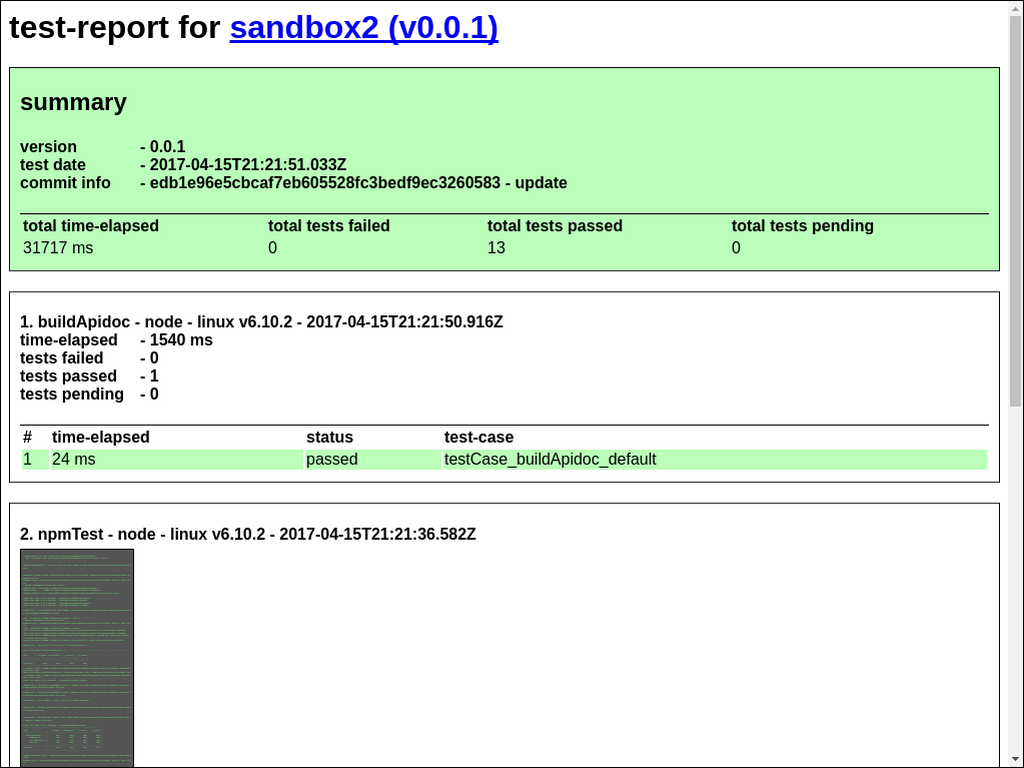 test-report for sandbox2 (v0.0.1)
summary
version - 0.0.1
test date - 2017-04-15T21:21:51.033Z
commit info - edb1e96e5cbcaf7eb605528fc3bedf9ec3260583 - update
total time-elapsed total tests failed total tests passed total tests pending
31717 ms 0 13 0
1. buildApidoc - node - linux v6.10.2 - 2017-04-15T21:21:50.916Z
time-elapsed - 1540 ms
tests failed - 0
tests passed - 1
tests pending - 0
# time-elapsed status test-case
1 24 ms passed testCase_buildApidoc_default
2. npmTest - node - linux v6.10.2 - 2017-04-15T21:21:36.582Z